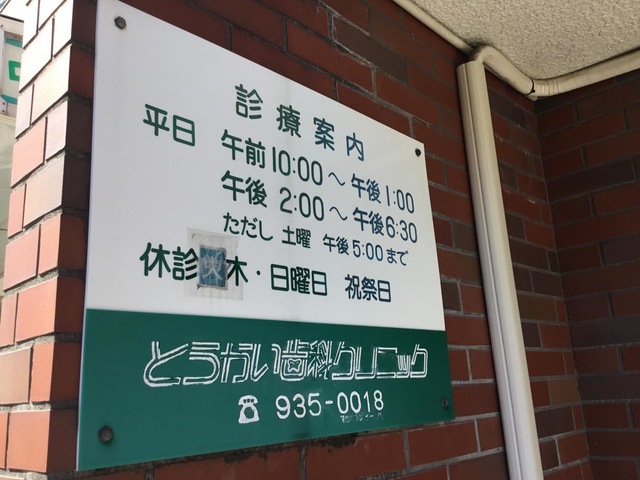 診療案内
平日 午前10:00～午後1:00
午後 2:00～午後6:30
ただし 土曜 午後5:00まで
休診 木・日曜日 祝祭日
とうかい歯科クリニック
☎ 935-0018